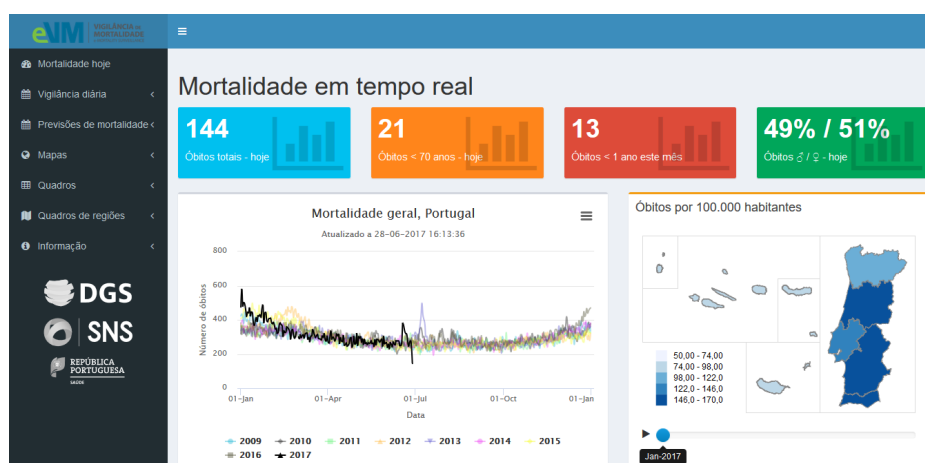 eVM VIGILÂNCIA DE
MORTALIDADE
Mortalidade hoje
Vigilância diária
Previsões de mortalidade
Mapas
Quadros
Quadros de regiões
Informação
DGS
SNS
REPÚBLICA
PORTUGUESA
SAÚDE
Mortalidade em tempo real
144
Óbitos totais - hoje
21
Óbitos < 70 anos - hoje
13
Óbitos < 1 ano este mês
49% / 51%
Óbitos ♂ / ♀ - hoje
Mortalidade geral, Portugal
Atualizado a 28-06-2017 16:13:36
Número de óbitos
800
600
400
200
0
01-Jan
01-Apr
01-Jul
01-Oct
01-Jan
Data
2009 2010 2011 2012 2013 2014 2015
2016 2017
Óbitos por 100.000 habitantes
50,00 - 74,00
74,00 - 98,00
98,00 - 122,0
122,0 - 146,0
146,0 - 170,0
Jan-2017